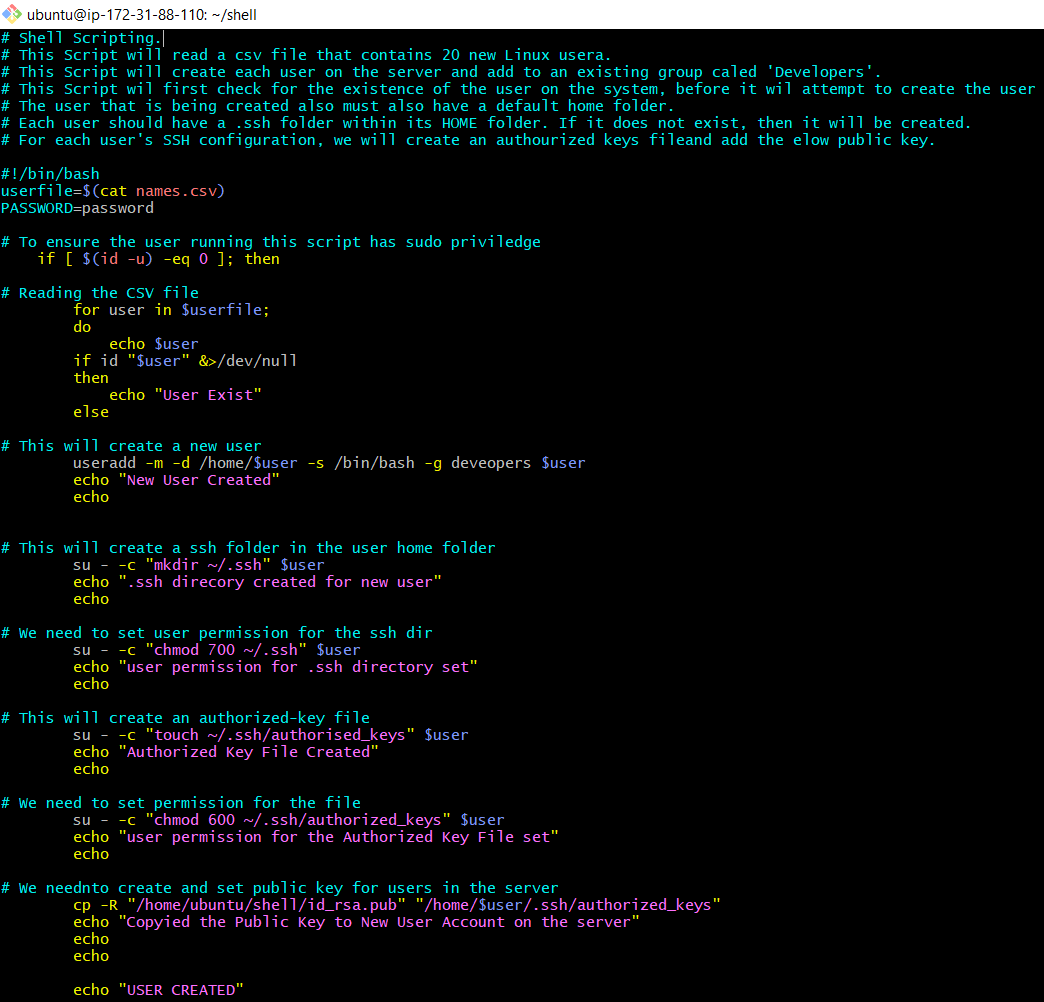 ubuntu@ip-172-31-88-110: ~/shell
# Shell Scripting.
# This Script will read a csv file that contains 20 new Linux usera.
# This Script will create each user on the server and add to an existing group caled 'Developers'.
# This Script wil first check for the existence of the user on the system, before it wil attempt to create the user
# The user that is being created also must also have a default home folder.
# Each user should have a .ssh folder within its HOME folder. If it does not exist, then it will be created.
# For each user's SSH configuration, we will create an authourized keys fileand add the elow public key.
#!/bin/bash
userfile=$(cat names.csv)
PASSWORD=password
# To ensure the user running this script has sudo priviledge
if [ $(id -u) -eq 0 ]; then
# Reading the CSV file
for user in $userfile;
do
echo $user
if id "$user" &>/dev/null
then
echo "User Exist"
else
# This will create a new user
useradd -m -d /home/$user -s /bin/bash -g deveopers $user
echo "New User Created"
echo
# This will create a ssh folder in the user home folder
su - -c "mkdir ~/.ssh" $user
echo ".ssh direcory created for new user"
echo
# We need to set user permission for the ssh dir
su - -c "chmod 700 ~/.ssh" $user
echo "user permission for .ssh directory set"
echo
# This will create an authorized-key file
su - -c "touch ~/.ssh/authorised_keys" $user
echo "Authorized Key File Created"
echo
# We need to set permission for the file
su - -c "chmod 600 ~/.ssh/authorized_keys" $user
echo "user permission for the Authorized Key File set"
echo
# We neednto create and set public key for users in the server
cp -R "/home/ubuntu/shell/id_rsa.pub" "/home/$user/.ssh/authorized_keys"
echo "Copyied the Public Key to New User Account on the server"
echo
echo
echo "USER CREATED"